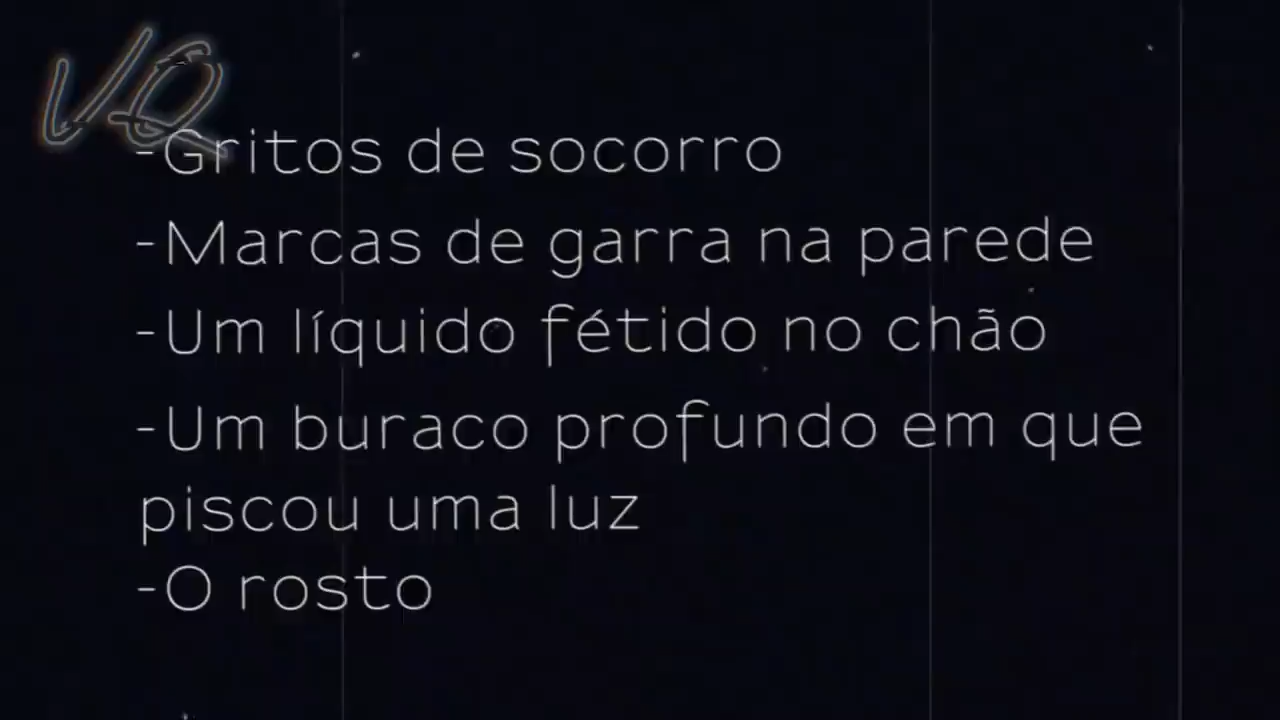 VQ
-Gritos de socorro
-Marcas de garra na parede
-Um líquido fétido no chão
-Um buraco profundo em que
piscou uma luz
-O rosto